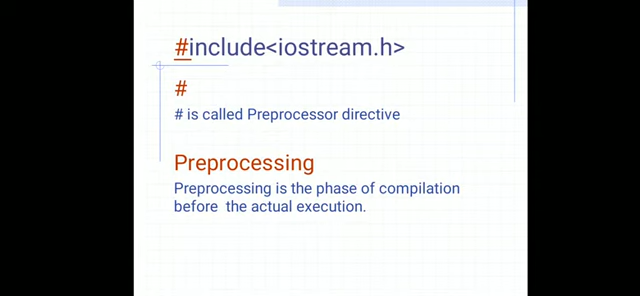 #include<iostream.h>
#
# is called Preprocessor directive
Preprocessing
Preprocessing is the phase of compilation
before the actual execution.